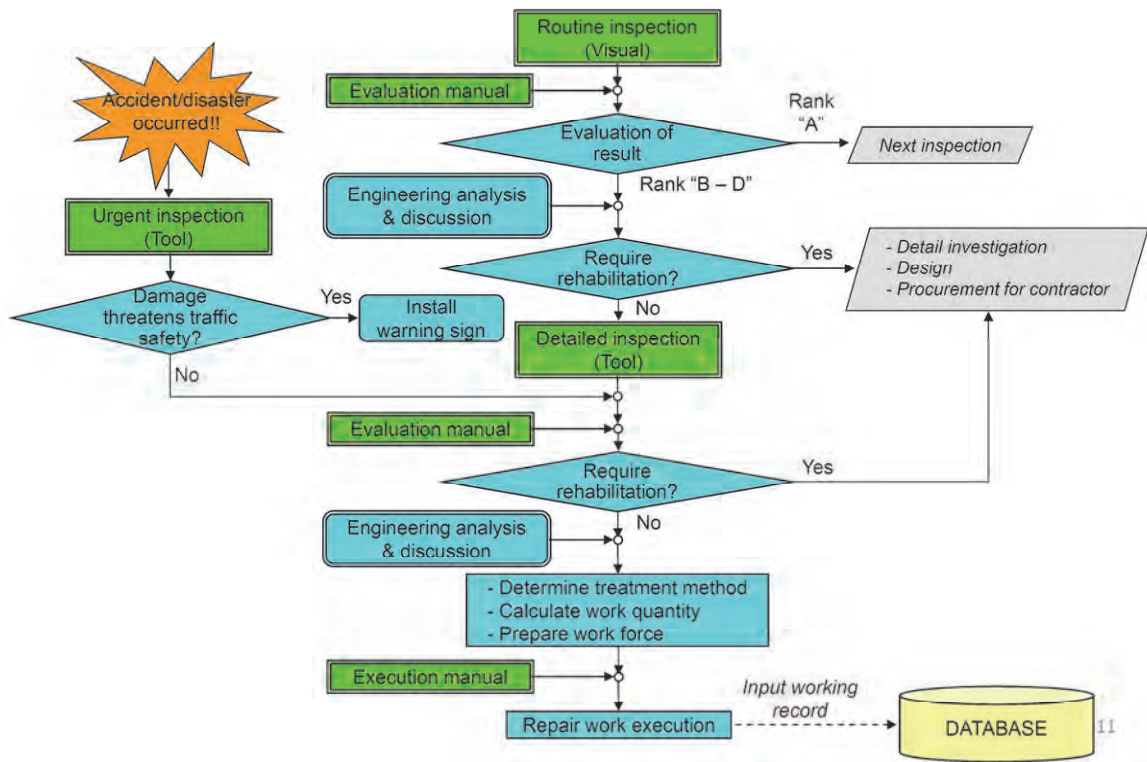 Routine inspection
(Visual)
Accident/disaster
occurred!!
Evaluation manual
Rank
"A"
Evaluation of
result
Next inspection
Rank "B – D"
Engineering analysis
& discussion
Urgent inspection
(Tool)
Require
rehabilitation?
Yes
- Detail investigation
- Design
- Procurement for contractor
Damage
threatens traffic
safety?
Yes
Install
warning sign
No
Detailed inspection
(Tool)
No
Evaluation manual
Require
rehabilitation?
Yes
No
Engineering analysis
& discussion
- Determine treatment method
- Calculate work quantity
- Prepare work force
Execution manual
Input working
record
Repair work execution
DATABASE
11